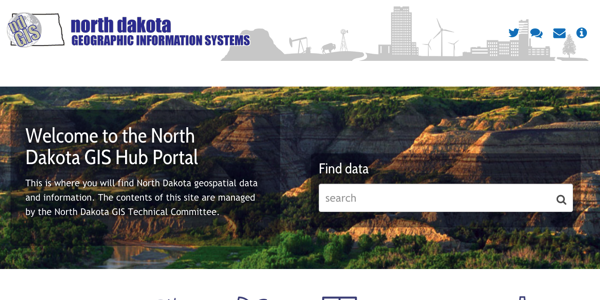 ND
GIS
north dakota
GEOGRAPHIC INFORMATION SYSTEMS
Welcome to the North
Dakota GIS Hub Portal
This is where you will find North Dakota geospatial data
and information. The contents of this site are managed
by the North Dakota GIS Technical Committee.
Find data
search